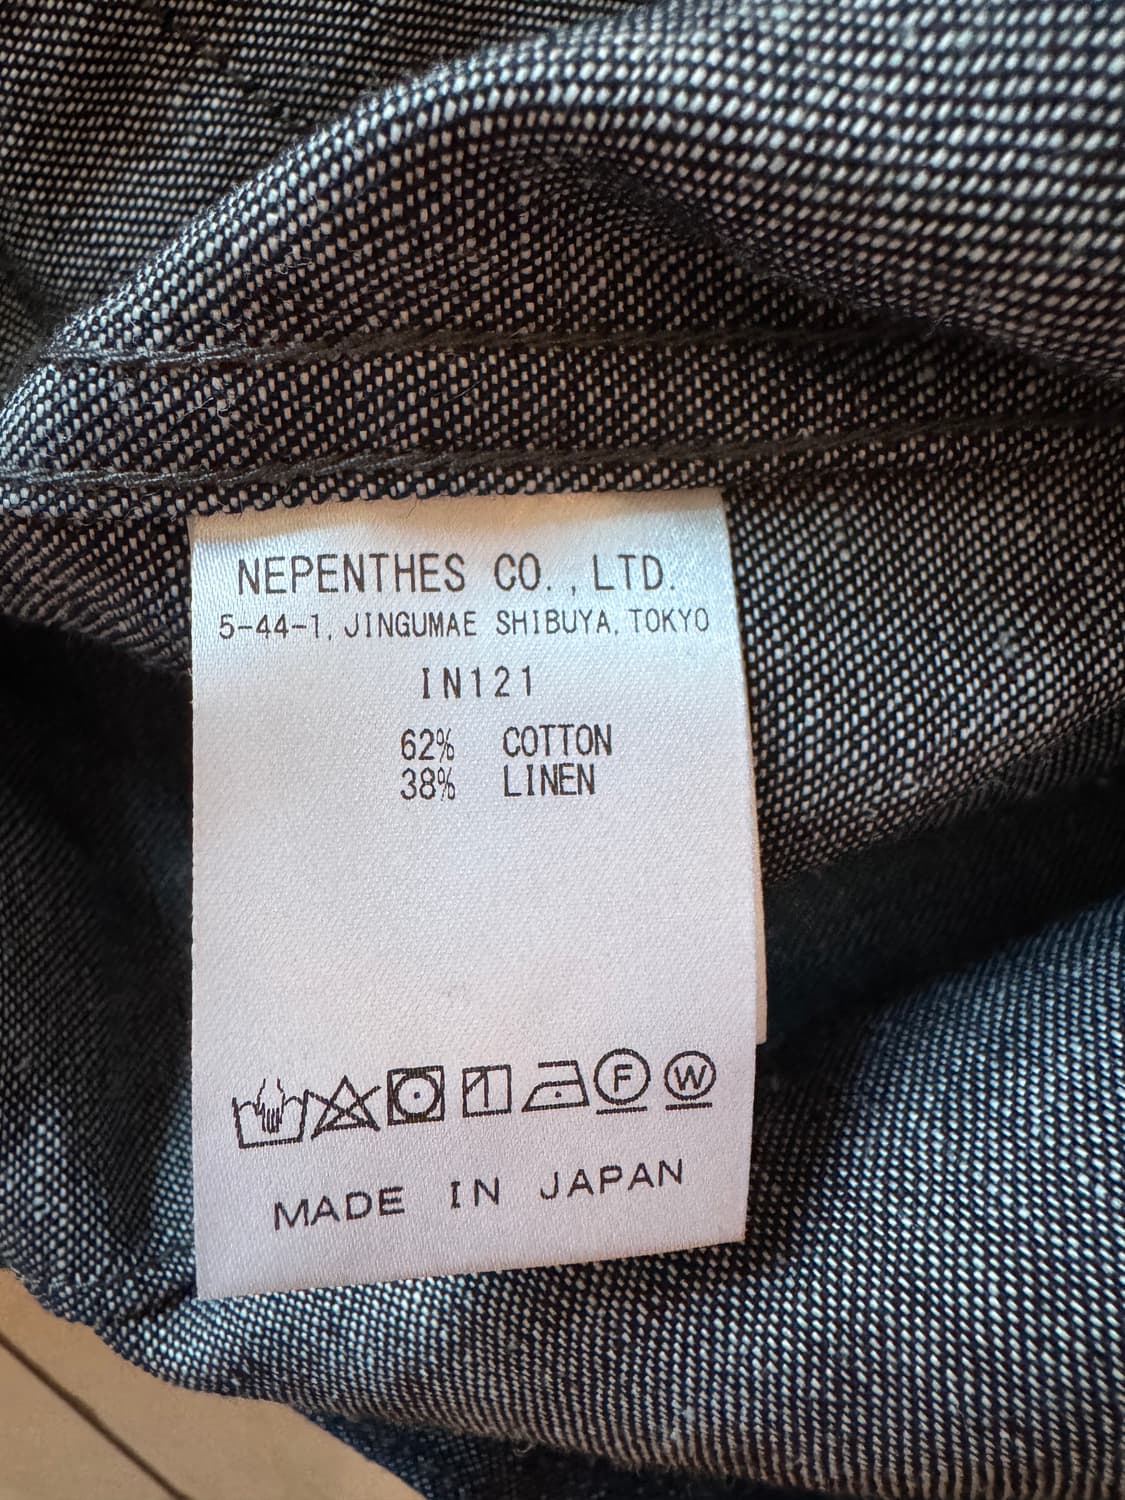 NEPENTHES CO.,LTD.
5-44-1, JINGUMAE SHIBUYA, TOKYO
IN121
62% COTTON
38% LINEN
F W
MADE IN JAPAN